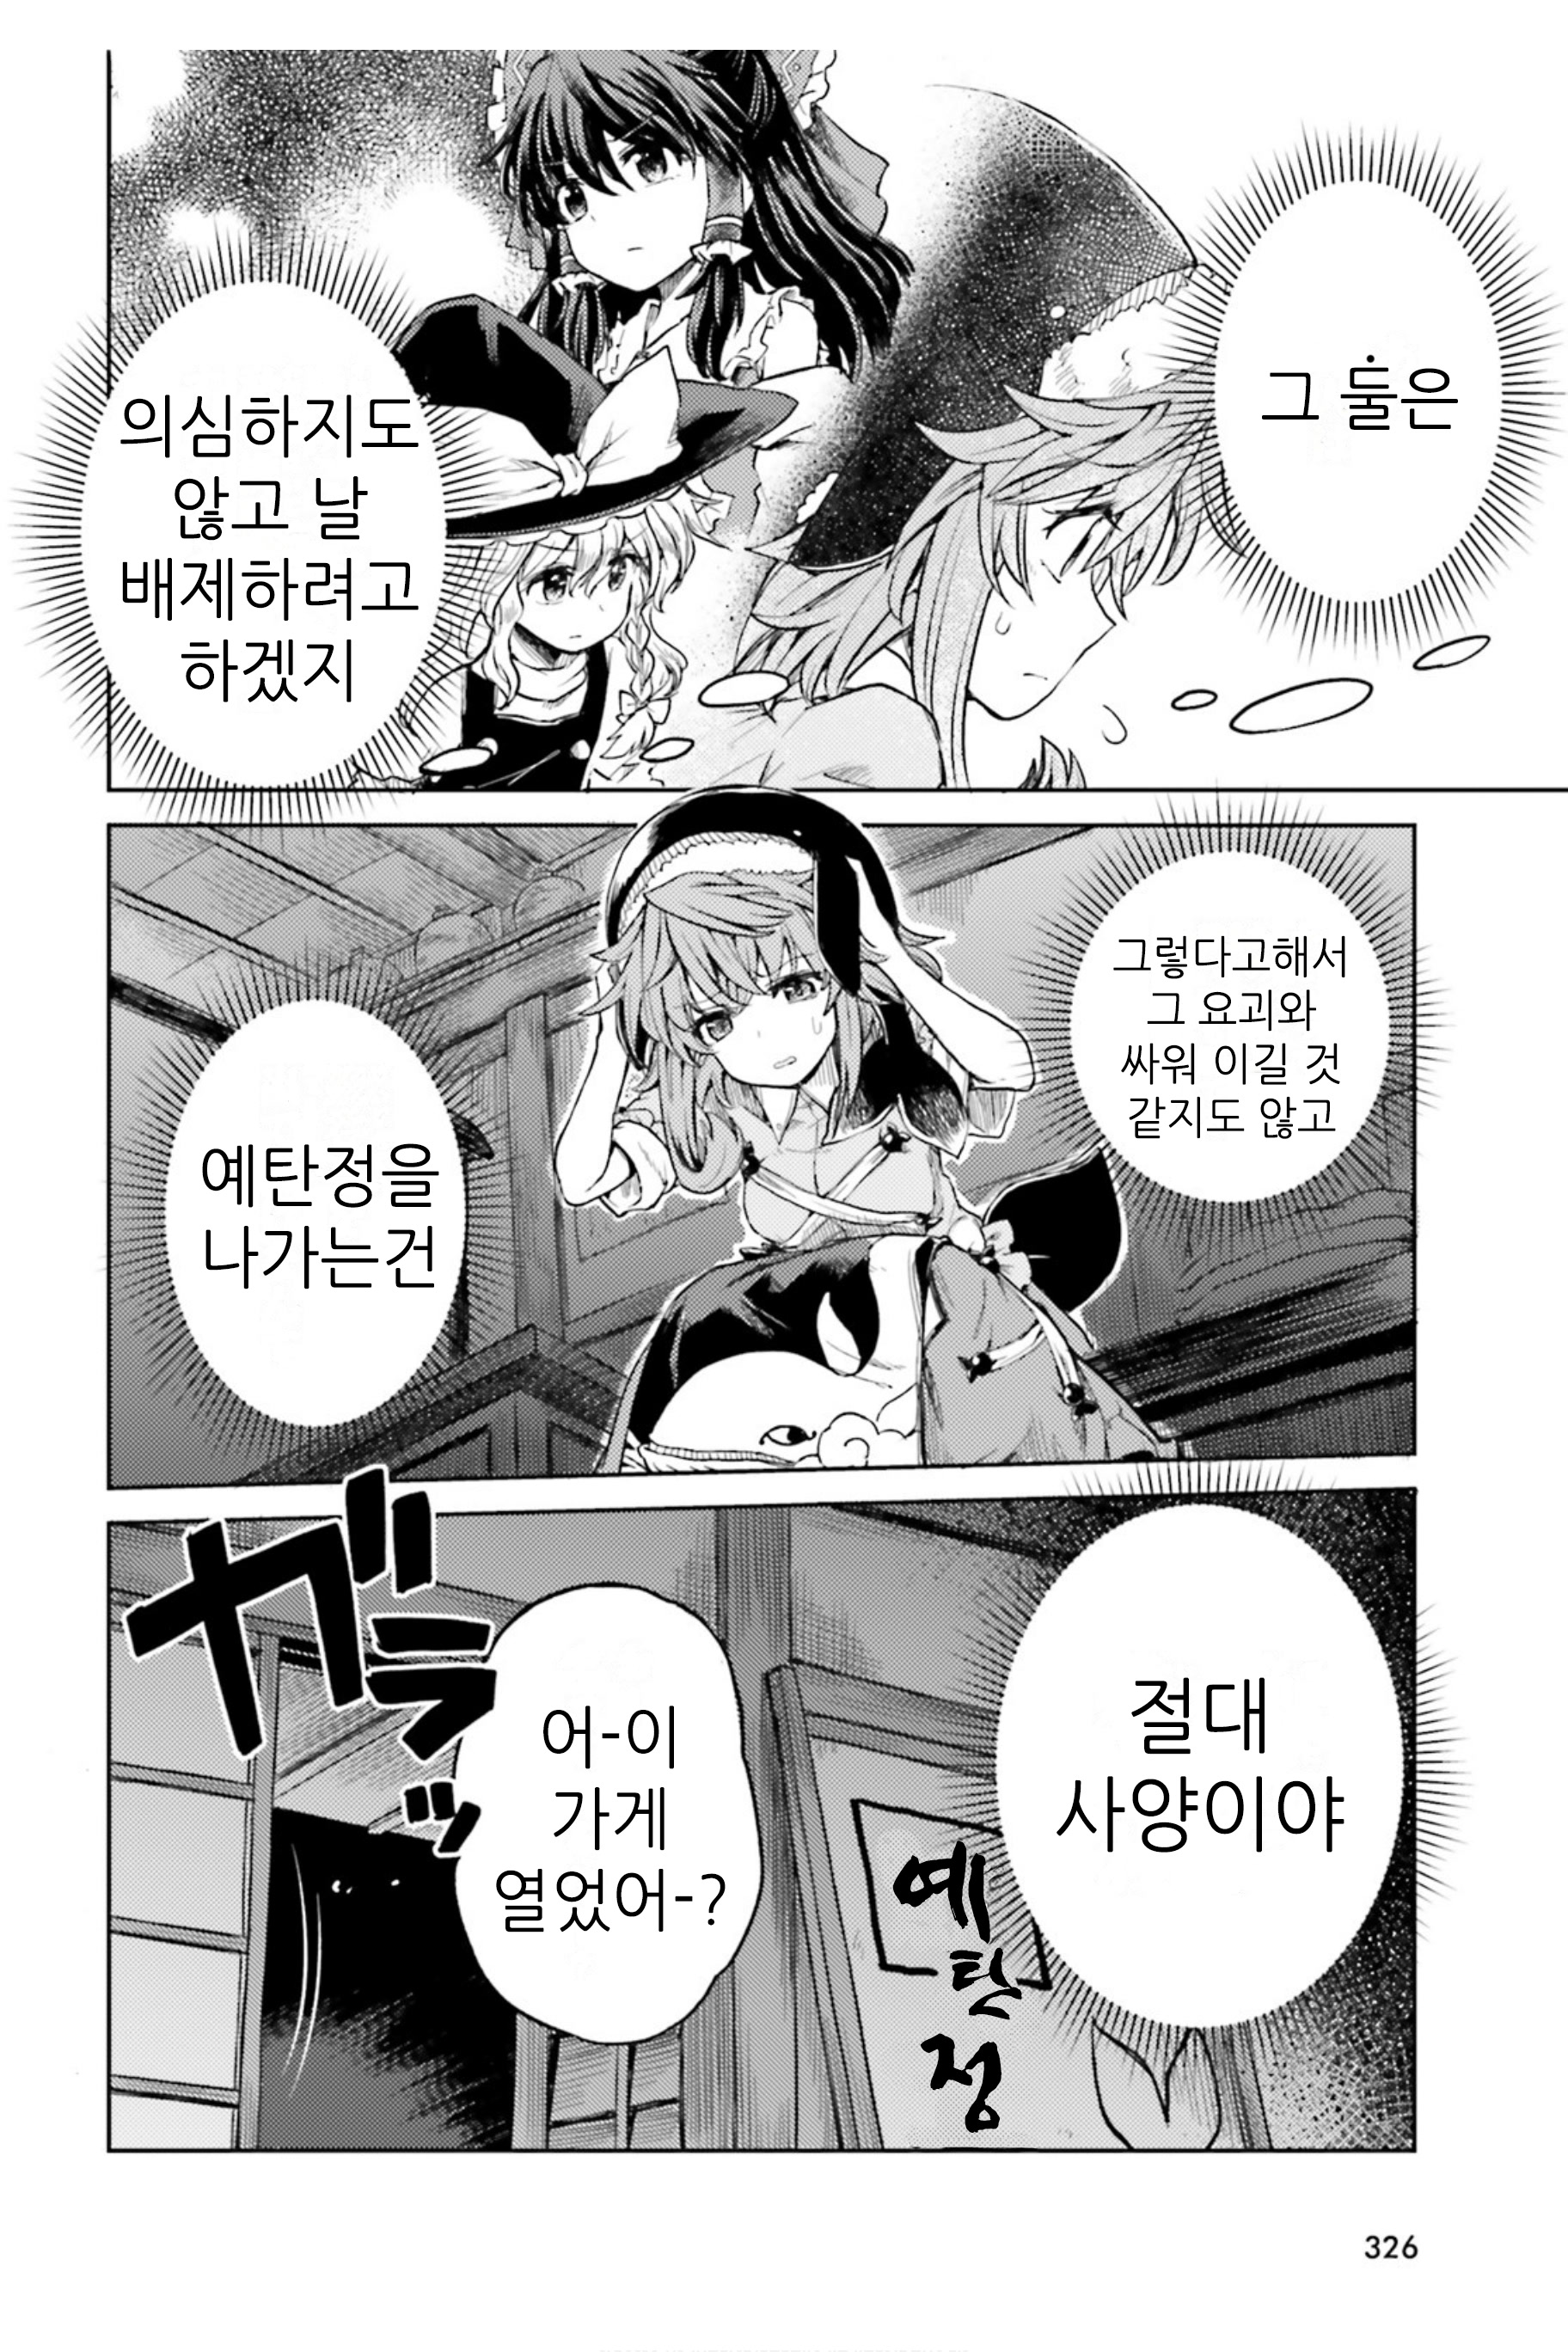 그 둘은
의심하지도
않고 날
배제하려고
하겠지
그렇다고해서
그 요괴와
싸워 이길 것
같지도 않고
예탄정을
나가는건
절대
사양이야
예탄정
어-이
가게
열었어-?
ガラッ
326